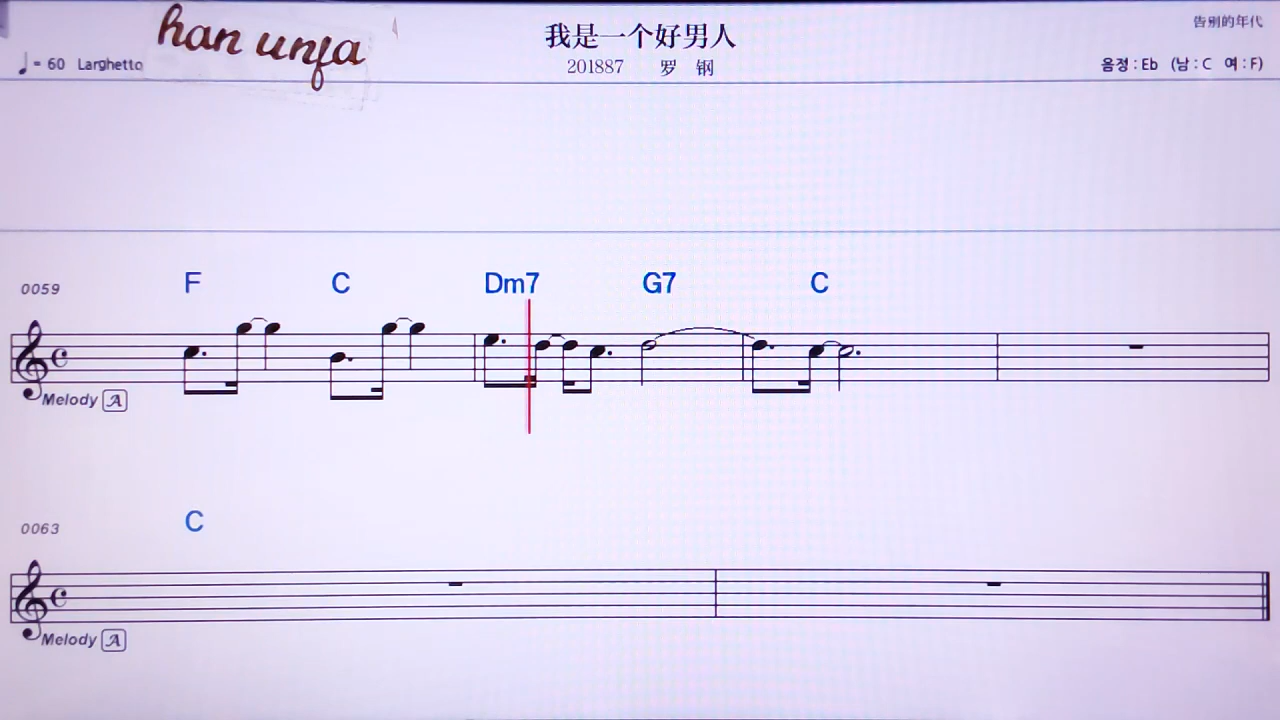 han unfa
我是一个好男人
告别的年代
♩= 60 Larghetto
201887 罗 钢
음정 : Eb (남 : C 여 : F)
0059 F C Dm7 G7 C
Melody A
0063 C
Melody A